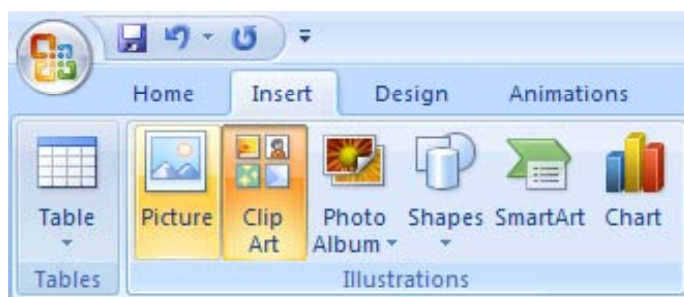 Home Insert Design Animations
Table Picture Clip Art Photo Album Shapes SmartArt Chart
Tables Illustrations